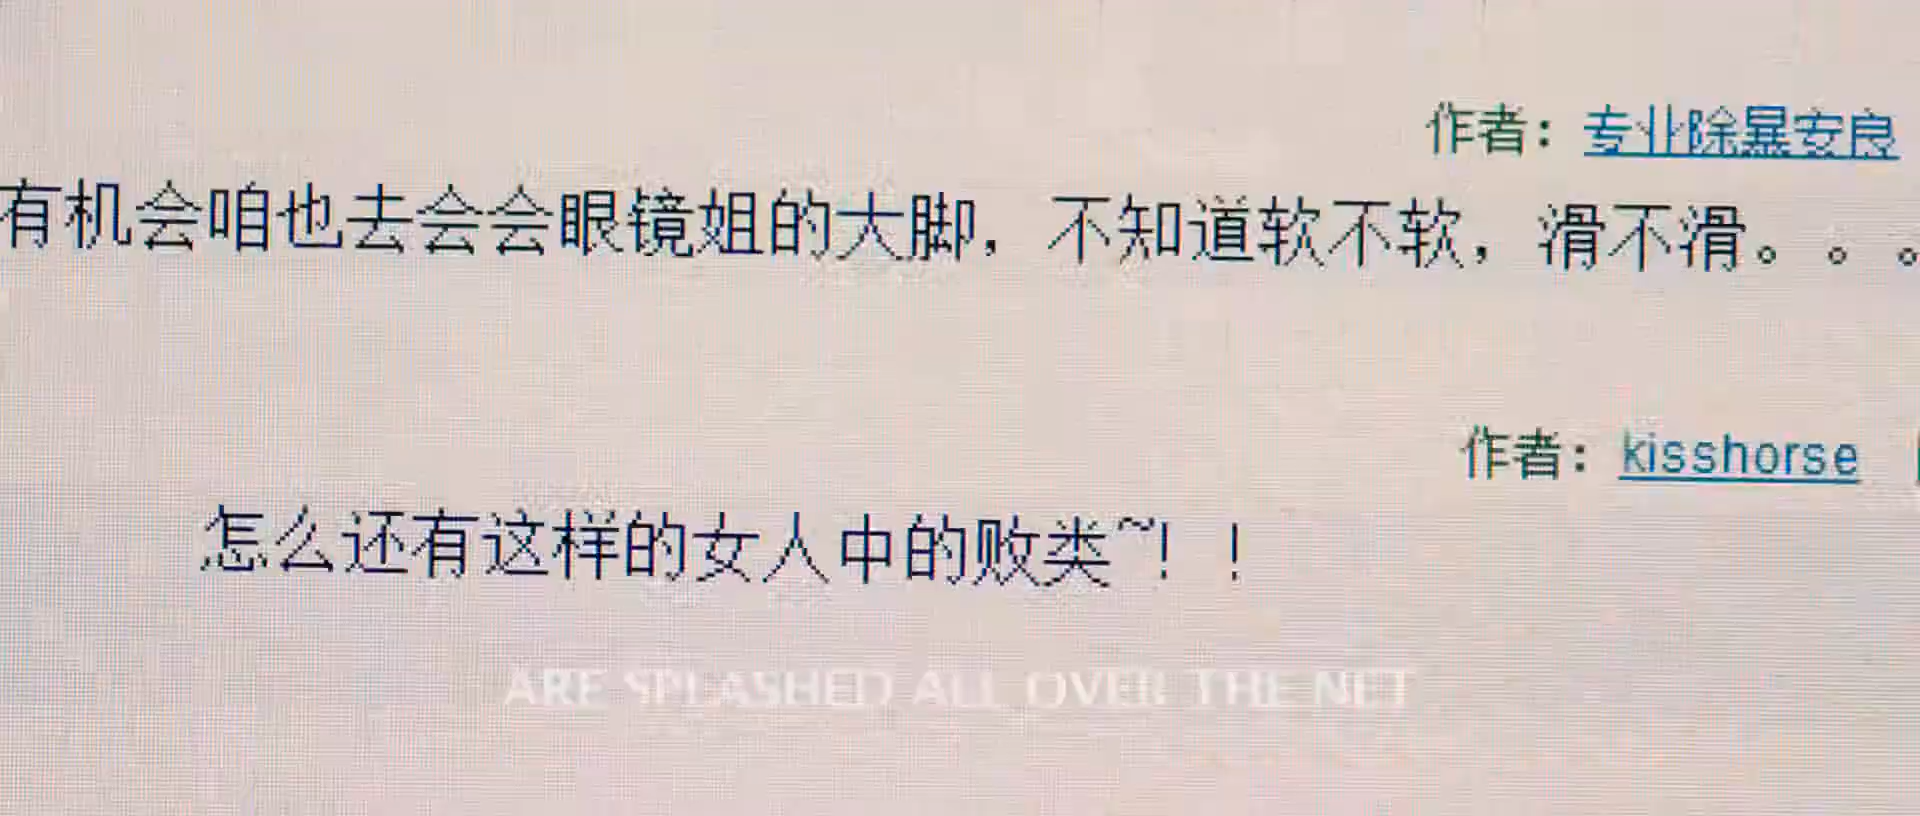 作者：专业除暴安良
有机会咱也去会会眼镜姐的大脚，不知道软不软，滑不滑。。。
作者：kisshorse
怎么还有这样的女人中的败类~！！
ARE SPLASHED ALL OVER THE NET